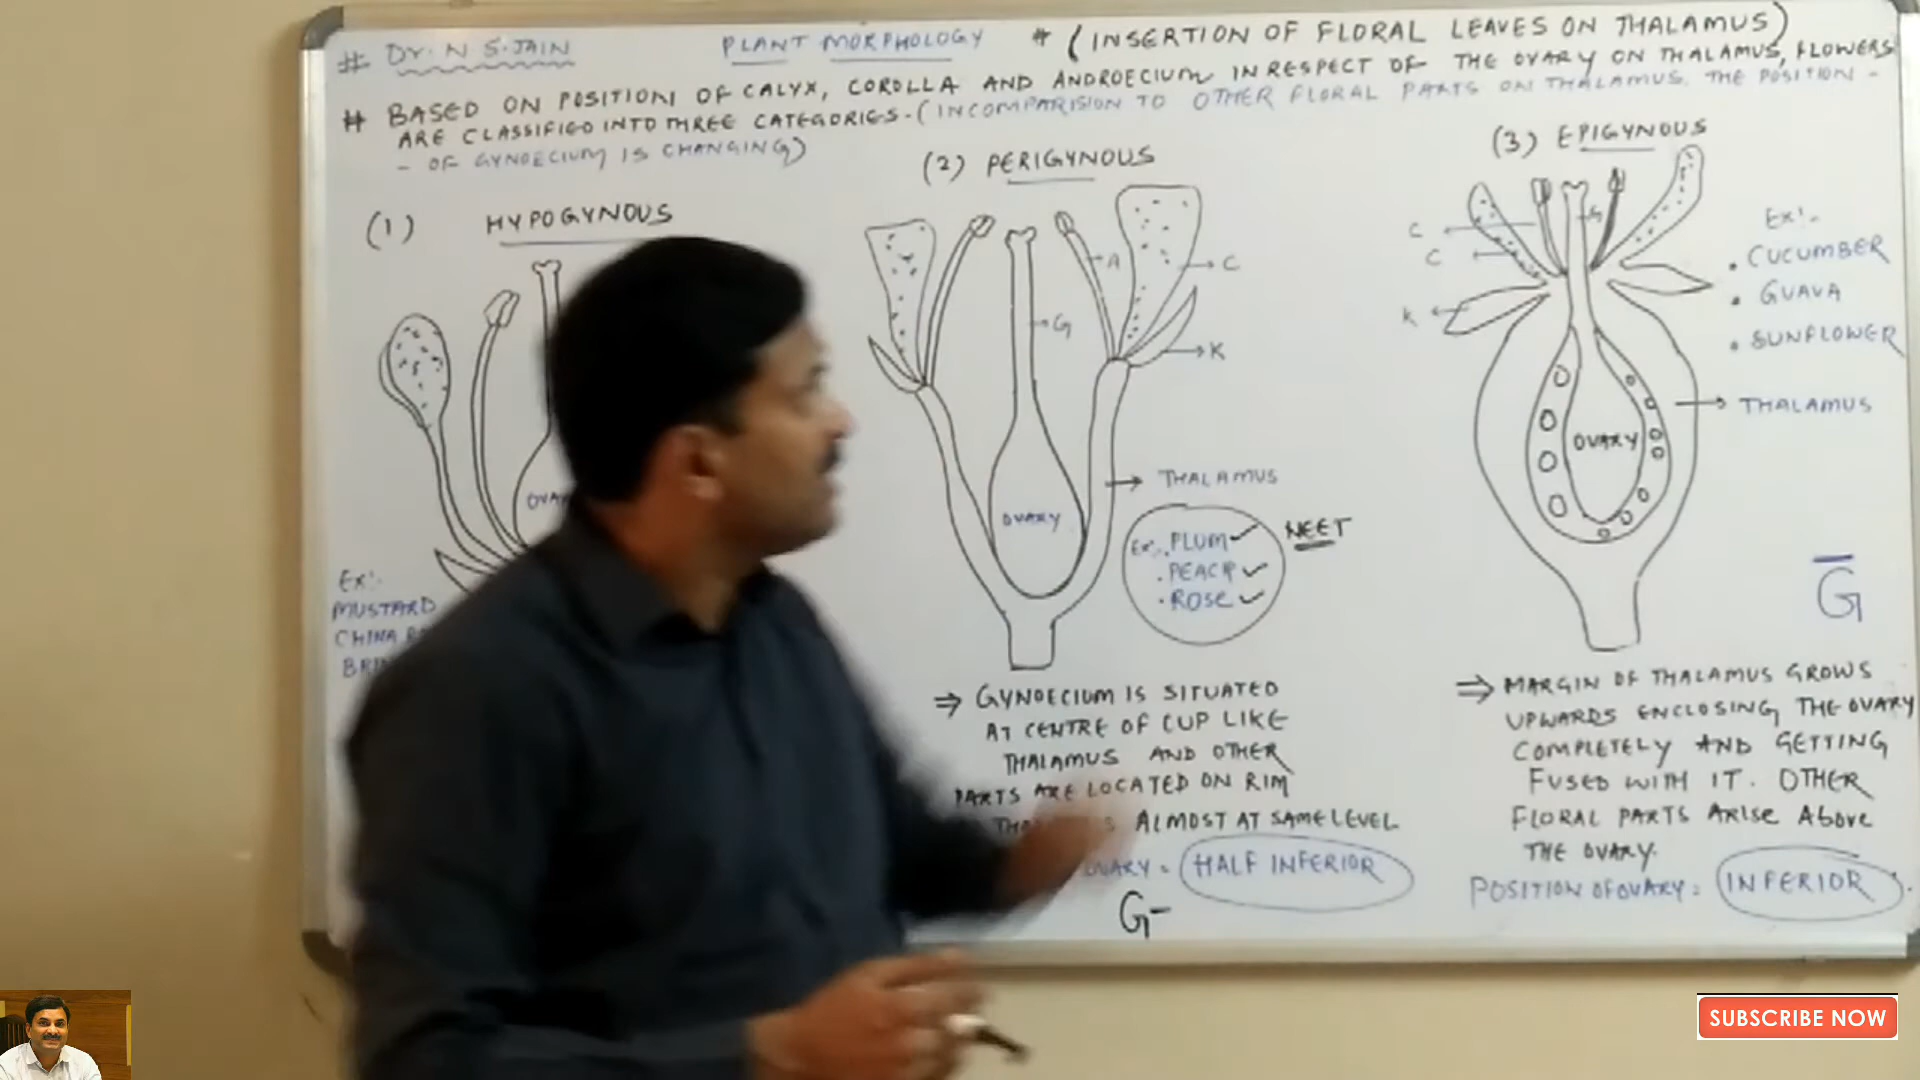 # Dr. N S. JAIN
PLANT MORPHOLOGY
# (INSERTION OF FLORAL LEAVES ON THALAMUS)
# BASED ON POSITION OF CALYX, COROLLA AND ANDROECIUM IN RESPECT OF THE OVARY ON THALAMUS, FLOWERS
ARE CLASSIFIED INTO THREE CATEGORIES. (INCOMPARISION TO OTHER FLORAL PARTS ON THALAMUS. THE POSITION -
- OF GYNOECIUM IS CHANGING)
(1) HYPOGYNOUS
Ex:-
MUSTARD
CHINA
(2) PERIGYNOUS
A
C
G
K
THALAMUS
OVARY
Ex:. PLUM ✓
. PEACH ✓
. ROSE ✓
NEET
⇒ GYNOECIUM IS SITUATED
AT CENTRE OF CUP LIKE
THALAMUS AND OTHER
PARTS ARE LOCATED ON RIM
ALMOST AT SAME LEVEL
OVARY = HALF INFERIOR
G-
(3) EPIGYNOUS
C
G
C
K
Ex:-
. CUCUMBER
. GUAVA
. SUNFLOWER
THALAMUS
OVARY
G
⇒ MARGIN OF THALAMUS GROWS
UPWARDS ENCLOSING THE OVARY
COMPLETELY AND GETTING
FUSED WITH IT. OTHER
FLORAL PARTS ARISE ABOVE
THE OVARY.
POSITION OF OVARY = INFERIOR
SUBSCRIBE NOW